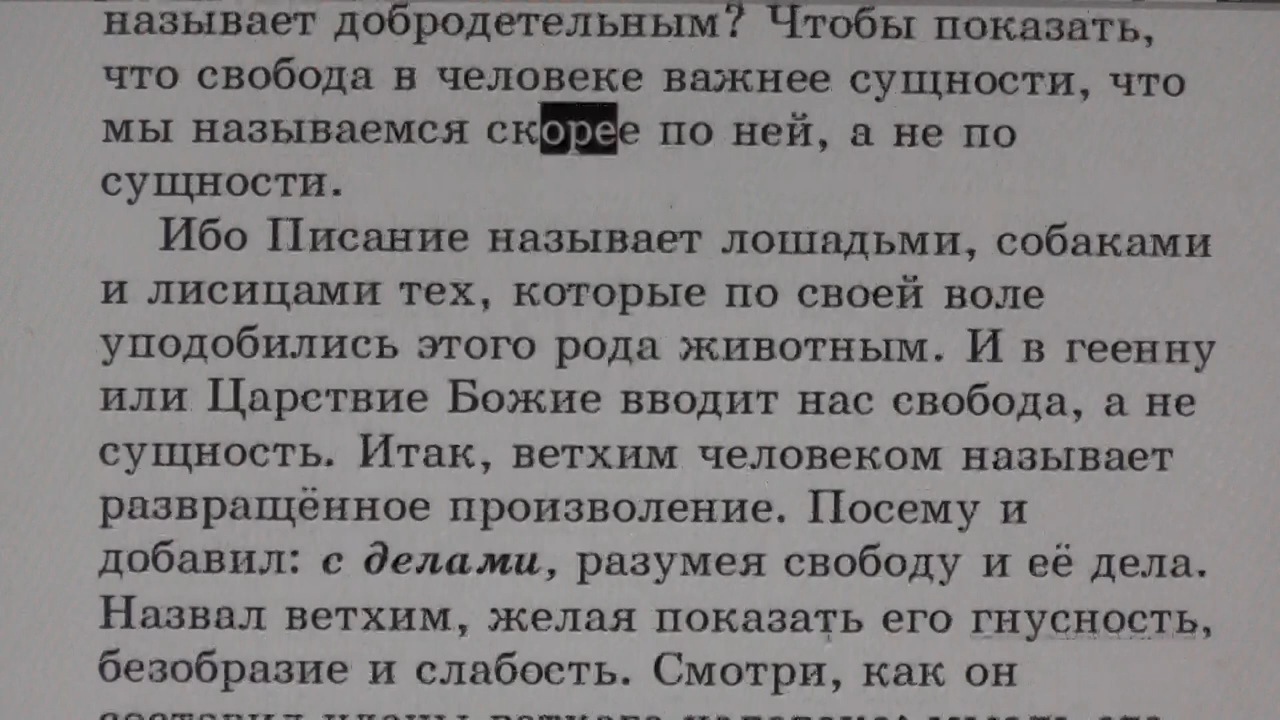 называет добродетельным? Чтобы показать,
что свобода в человеке важнее сущности, что
мы называемся скорее по ней, а не по
сущности.
Ибо Писание называет лошадьми, собаками
и лисицами тех, которые по своей воле
уподобились этого рода животным. И в геенну
или Царствие Божие вводит нас свобода, а не
сущность. Итак, ветхим человеком называет
развращённое произволение. Посему и
добавил: с делами, разумея свободу и её дела.
Назвал ветхим, желая показать его гнусность,
безобразие и слабость. Смотри, как он